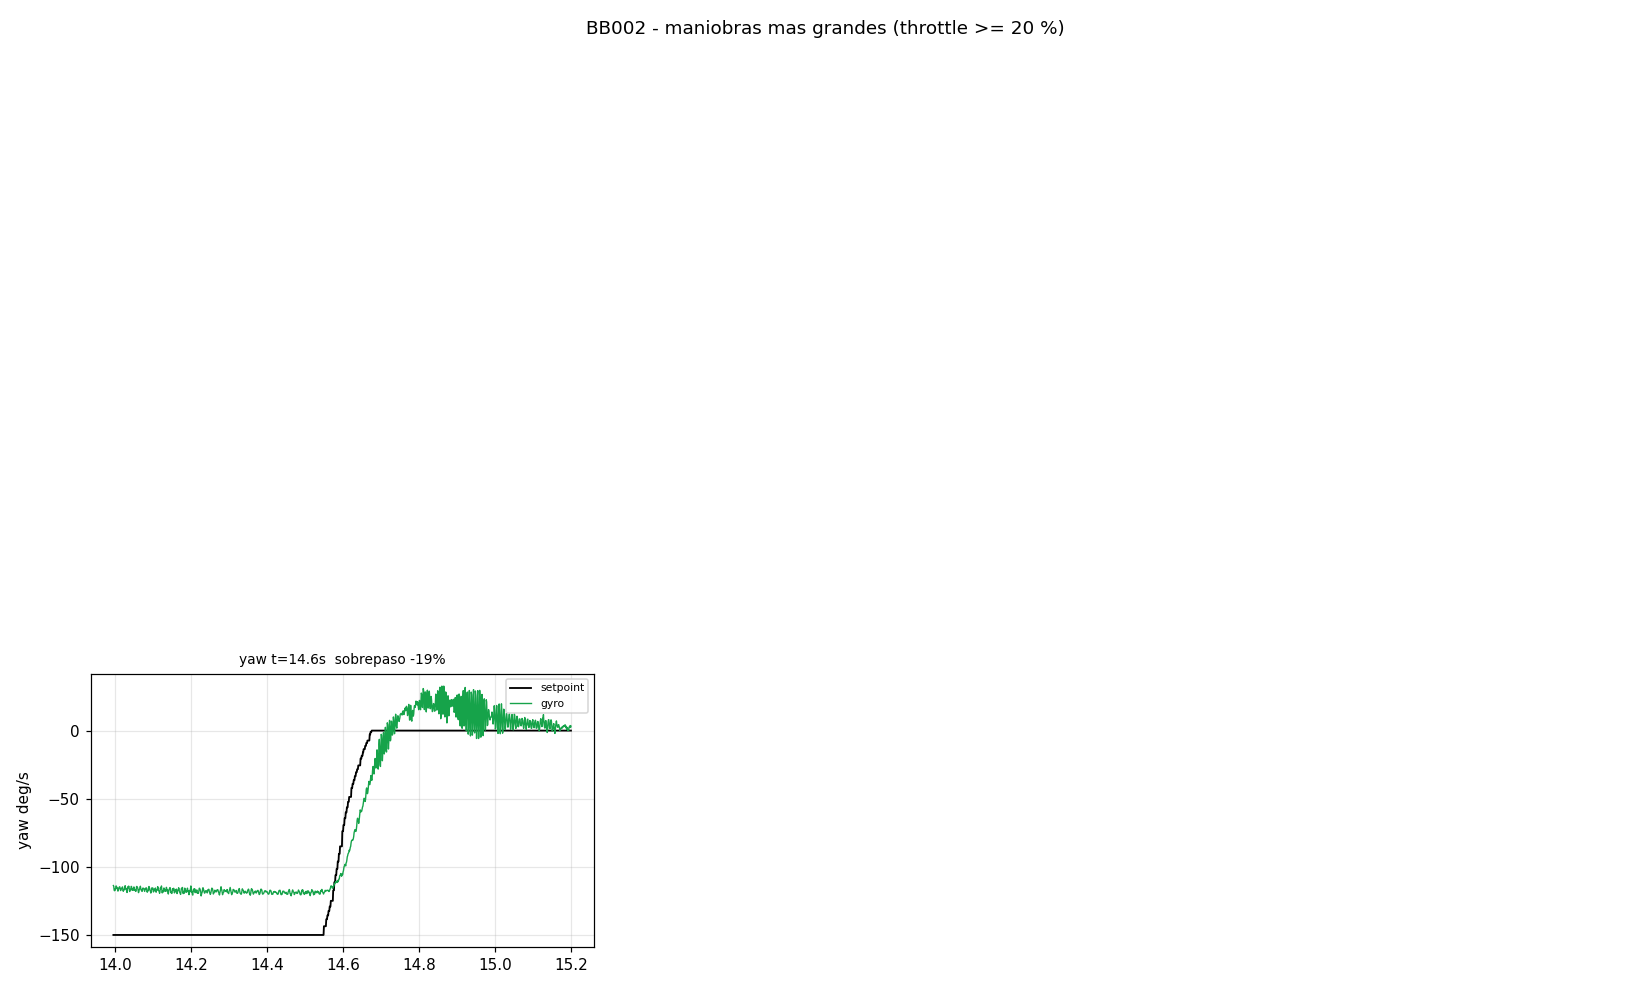 BB002 - maniobras mas grandes (throttle >= 20 %)
yaw t=14.6s  sobrepaso -19%
setpoint
gyro
yaw deg/s
0
−50
−100
−150
14.0 14.2 14.4 14.6 14.8 15.0 15.2